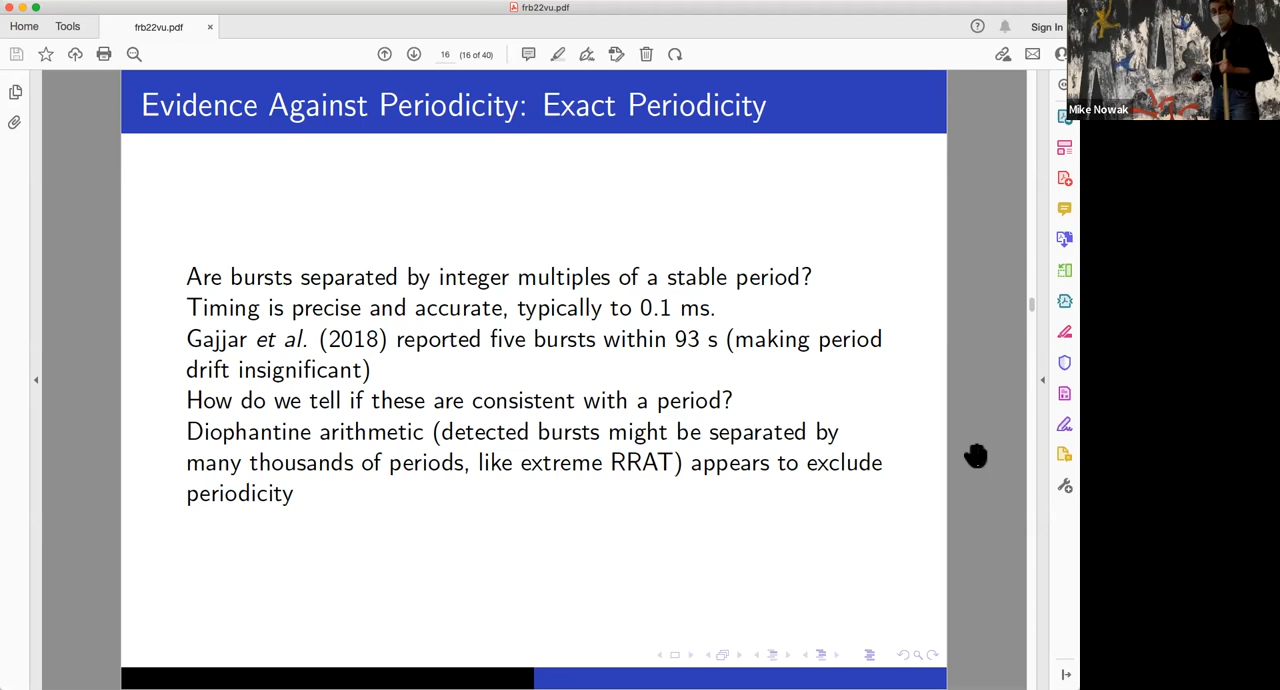 frb22vu.pdf
Home
Tools
frb22vu.pdf
×
Sign In
16
(16 of 40)
Mike Nowak
Evidence Against Periodicity: Exact Periodicity
Are bursts separated by integer multiples of a stable period?
Timing is precise and accurate, typically to 0.1 ms.
Gajjar et al. (2018) reported five bursts within 93 s (making period
drift insignificant)
How do we tell if these are consistent with a period?
Diophantine arithmetic (detected bursts might be separated by
many thousands of periods, like extreme RRAT) appears to exclude
periodicity